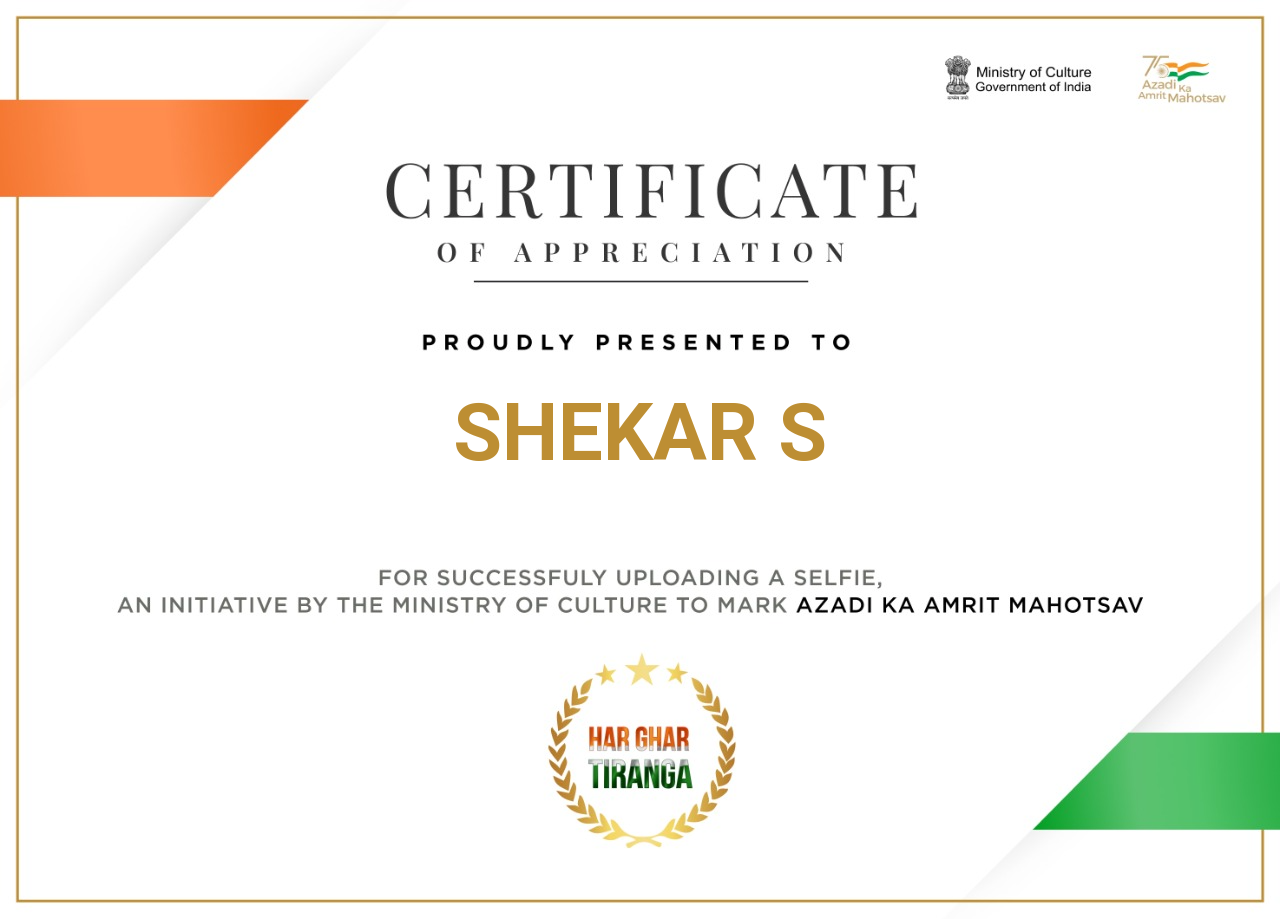 Ministry of Culture
Government of India
75
Azadi Ka
Amrit Mahotsav
CERTIFICATE
OF APPRECIATION
PROUDLY PRESENTED TO
SHEKAR S
FOR SUCCESSFULY UPLOADING A SELFIE,
AN INITIATIVE BY THE MINISTRY OF CULTURE TO MARK AZADI KA AMRIT MAHOTSAV
HAR GHAR
TIRANGA